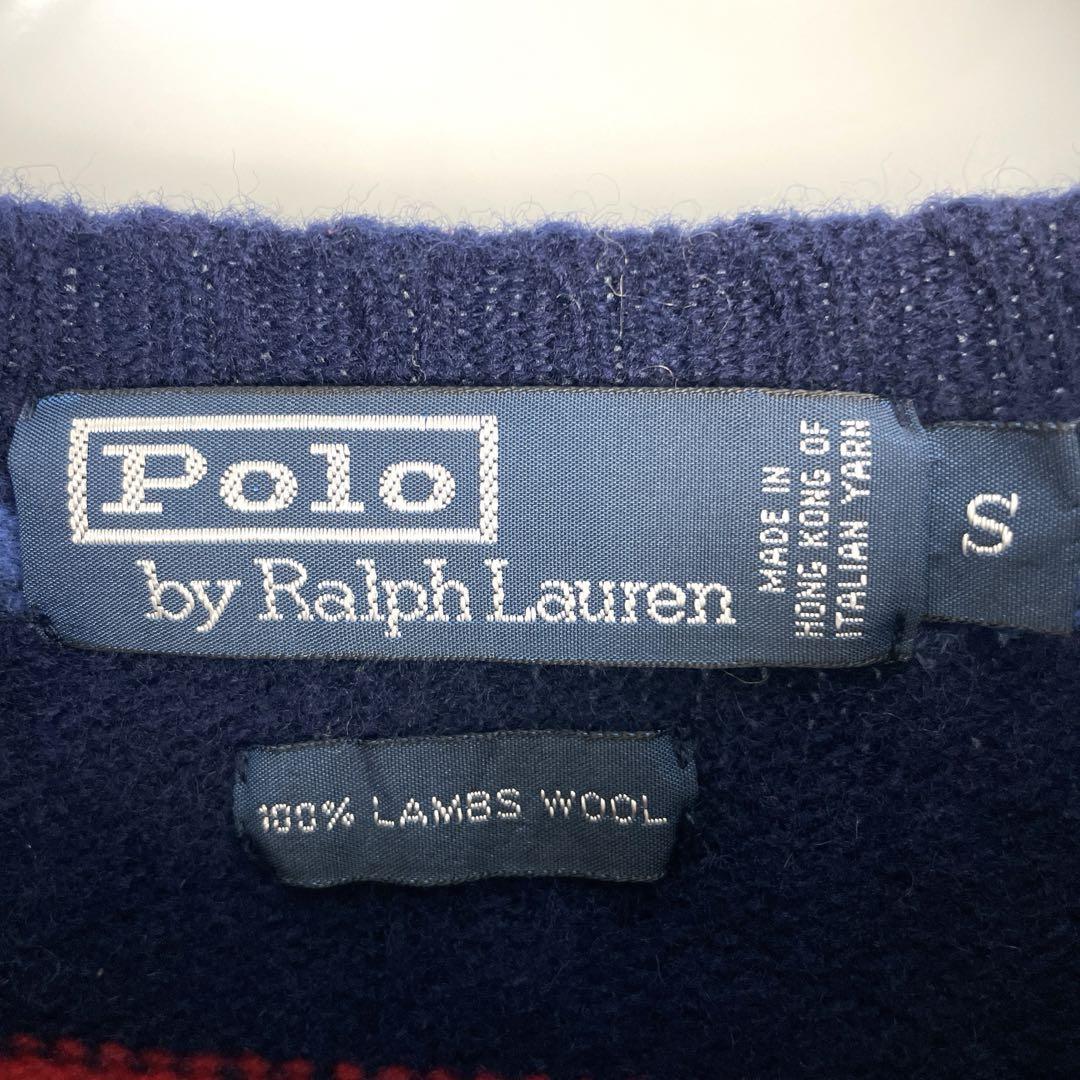 Polo
by Ralph Lauren
MADE IN
HONG KONG OF
ITALIAN YARN
S
100% LAMBS WOOL